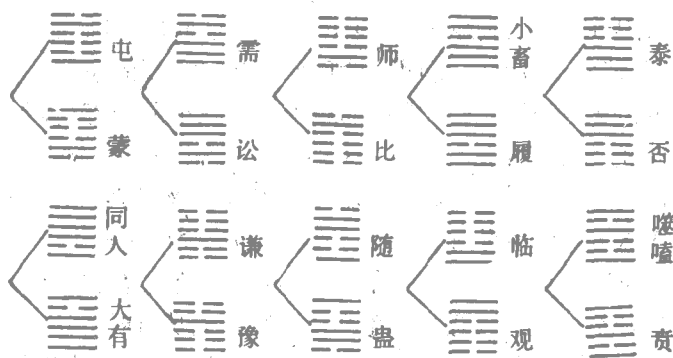 屯
需
师
小畜
泰
蒙
讼
比
履
否
同人
谦
随
临
噬嗑
大有
豫
蛊
观
贲